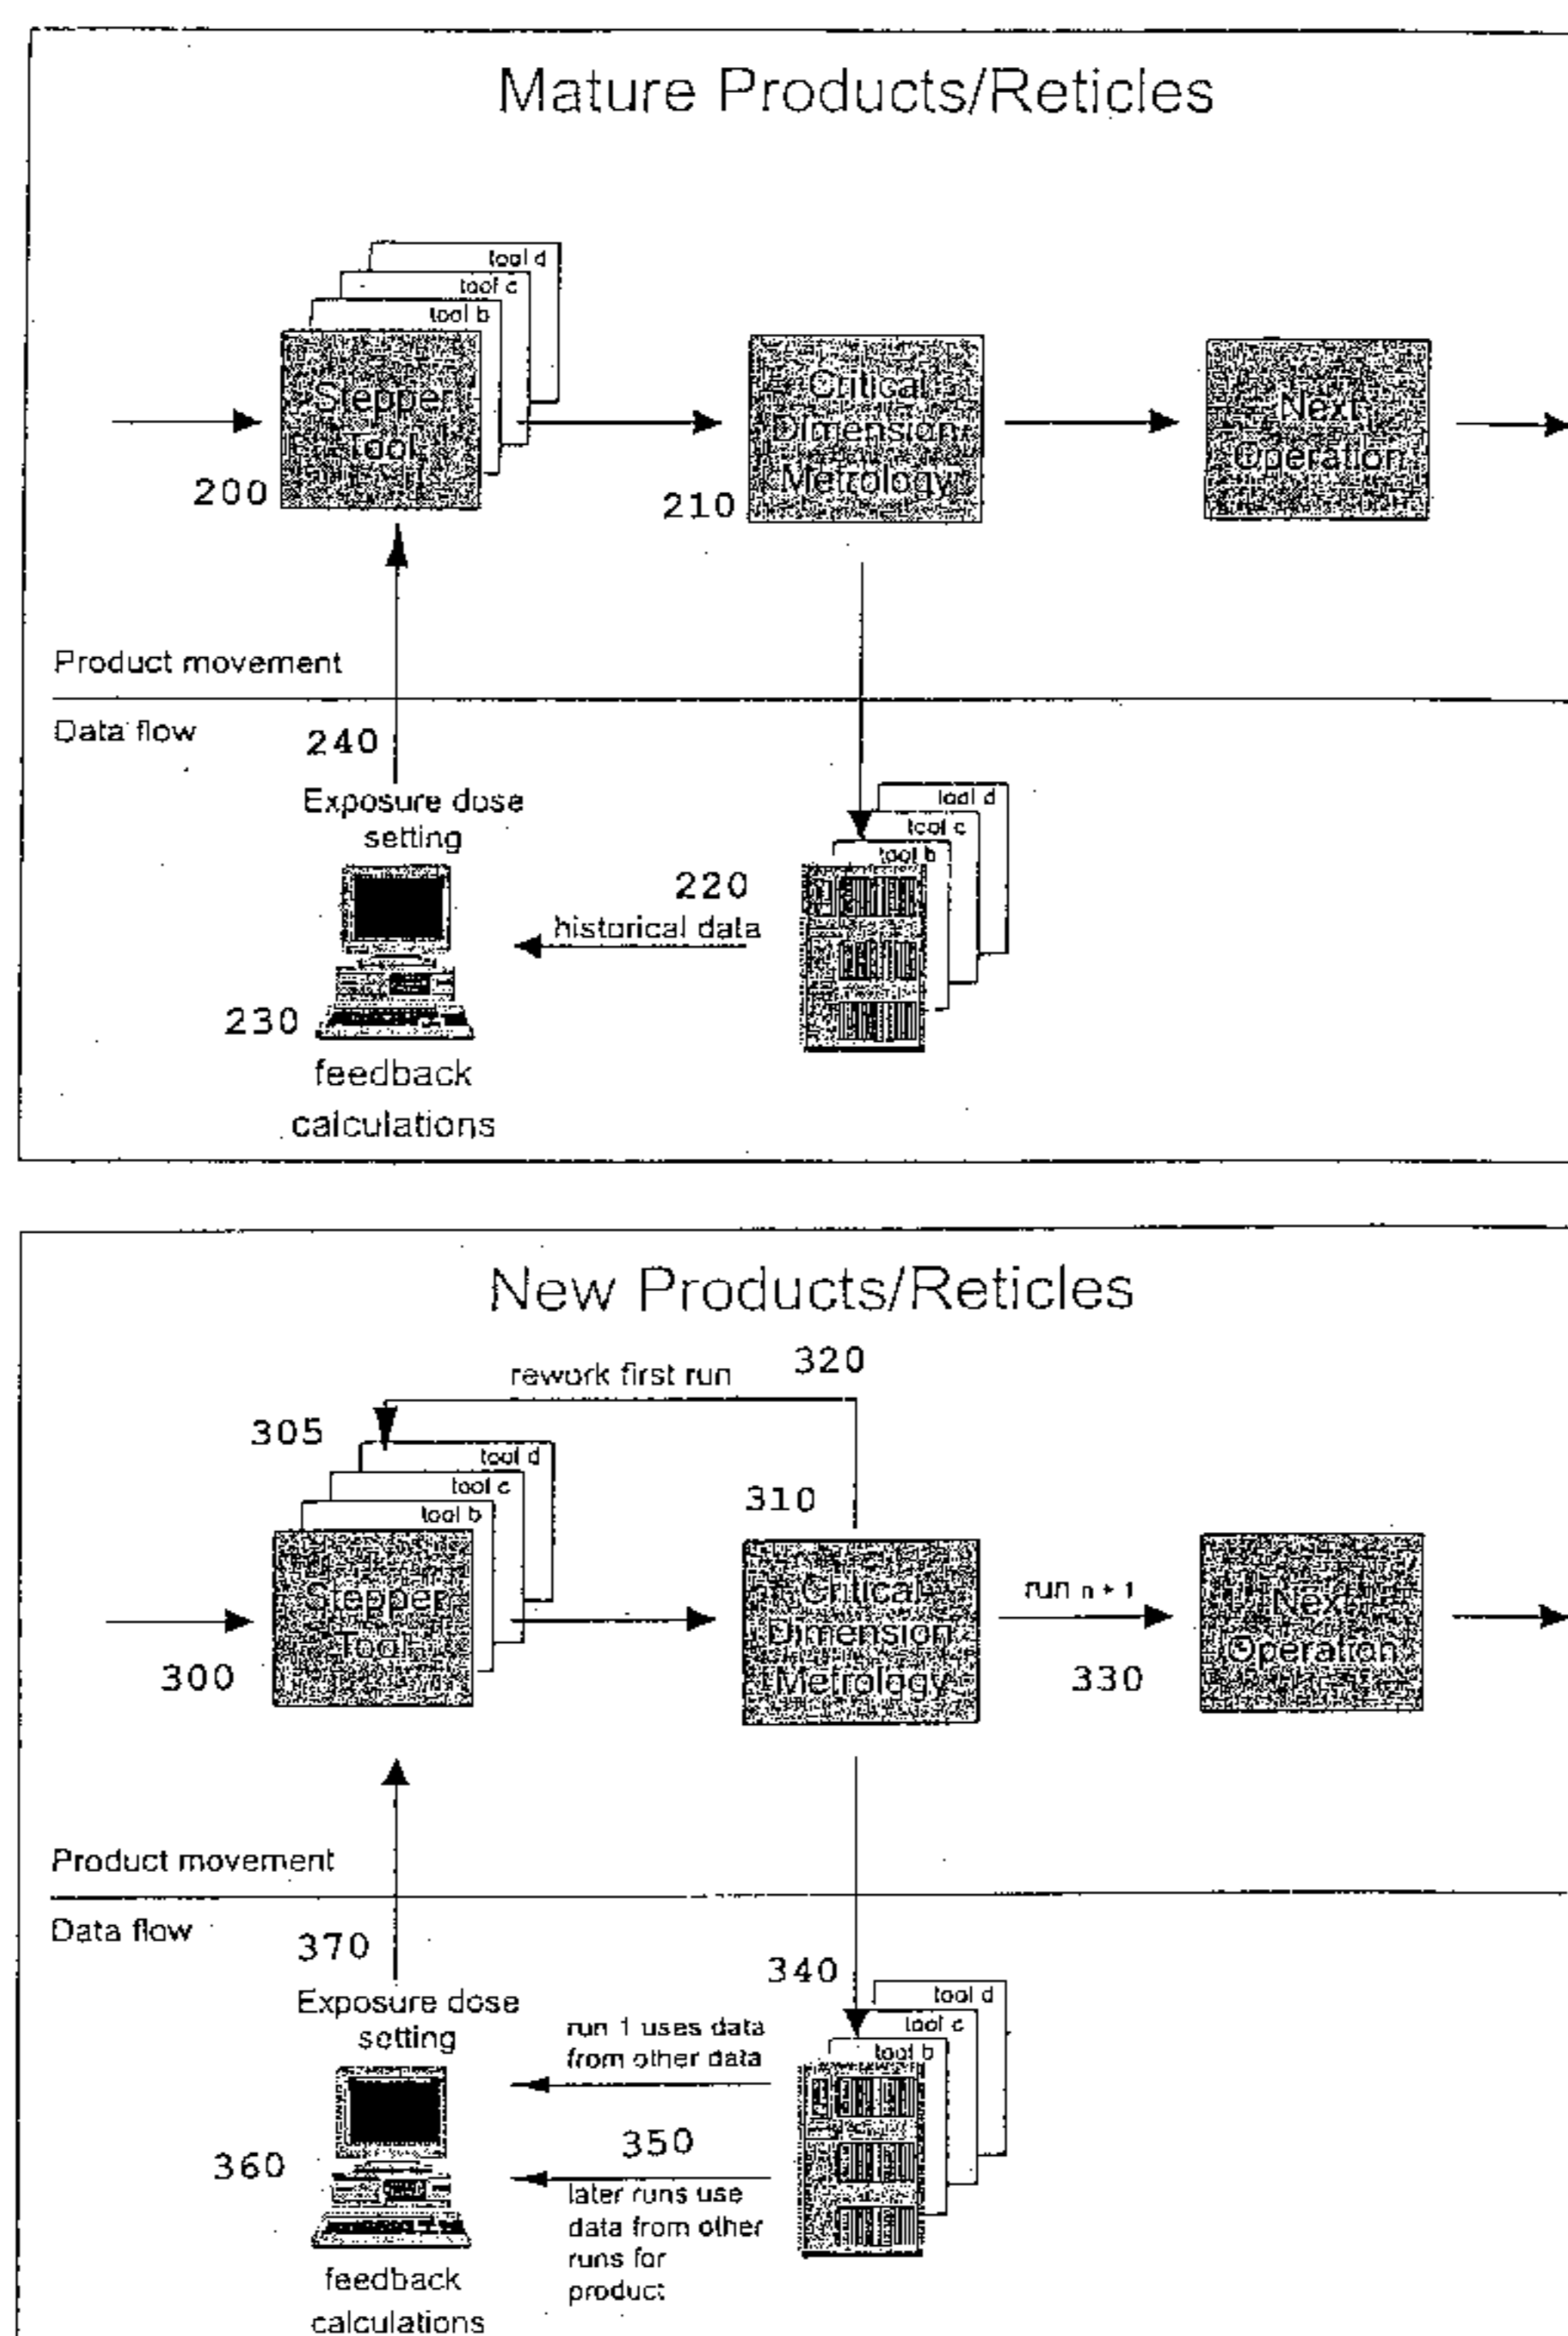 Mature Products/Reticles
tool d
tool c
tool b
Stepper
Tool
200
Critical
Dimension
Metrology
210
Next
Operation
Product movement
Data flow
240
Exposure dose
setting
220
historical data
tool d
tool c
tool b
230
feedback
calculations
New Products/Reticles
320
rework first run
305
tool d
tool c
tool b
310
Stepper
Tool
300
Critical
Dimension
Metrology
run n + 1
330
Next
Operation
Product movement
Data flow
370
Exposure dose
setting
340
tool d
tool c
tool b
run 1 uses data
from other data
350
360
later runs use
data from other
runs for
product
feedback
calculations